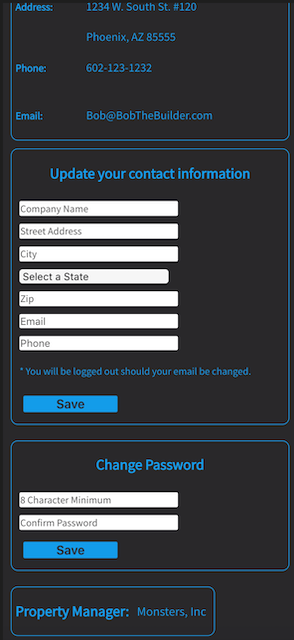 Address: 1234 W. South St. #120
Phoenix, AZ 85555
Phone: 602-123-1232
Email: Bob@BobTheBuilder.com
Update your contact information
Company Name
Street Address
City
Select a State
Zip
Email
Phone
* You will be logged out should your email be changed.
Save
Change Password
8 Character Minimum
Confirm Password
Save
Property Manager: Monsters, Inc